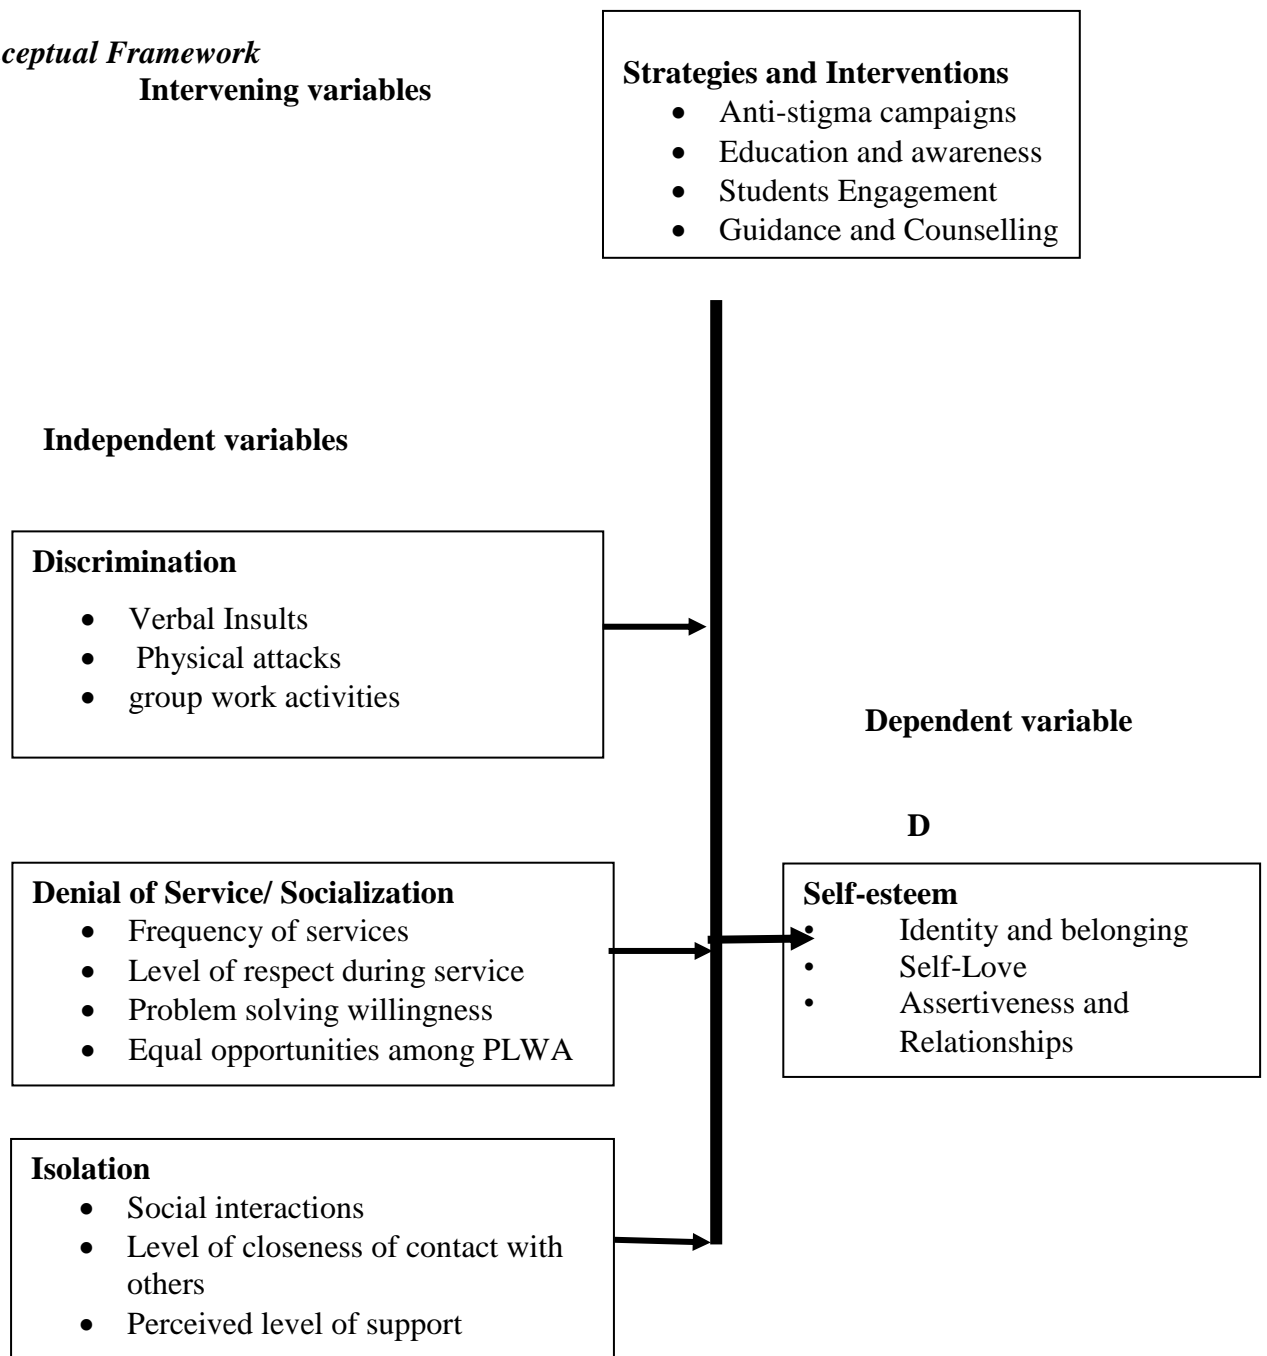 ceptual Framework
Intervening variables
Strategies and Interventions
• Anti-stigma campaigns
• Education and awareness
• Students Engagement
• Guidance and Counselling
Independent variables
Discrimination
• Verbal Insults
• Physical attacks
• group work activities
Dependent variable
D
Denial of Service/ Socialization
• Frequency of services
• Level of respect during service
• Problem solving willingness
• Equal opportunities among PLWA
Self-esteem
• Identity and belonging
• Self-Love
• Assertiveness and
Relationships
Isolation
• Social interactions
• Level of closeness of contact with
others
• Perceived level of support